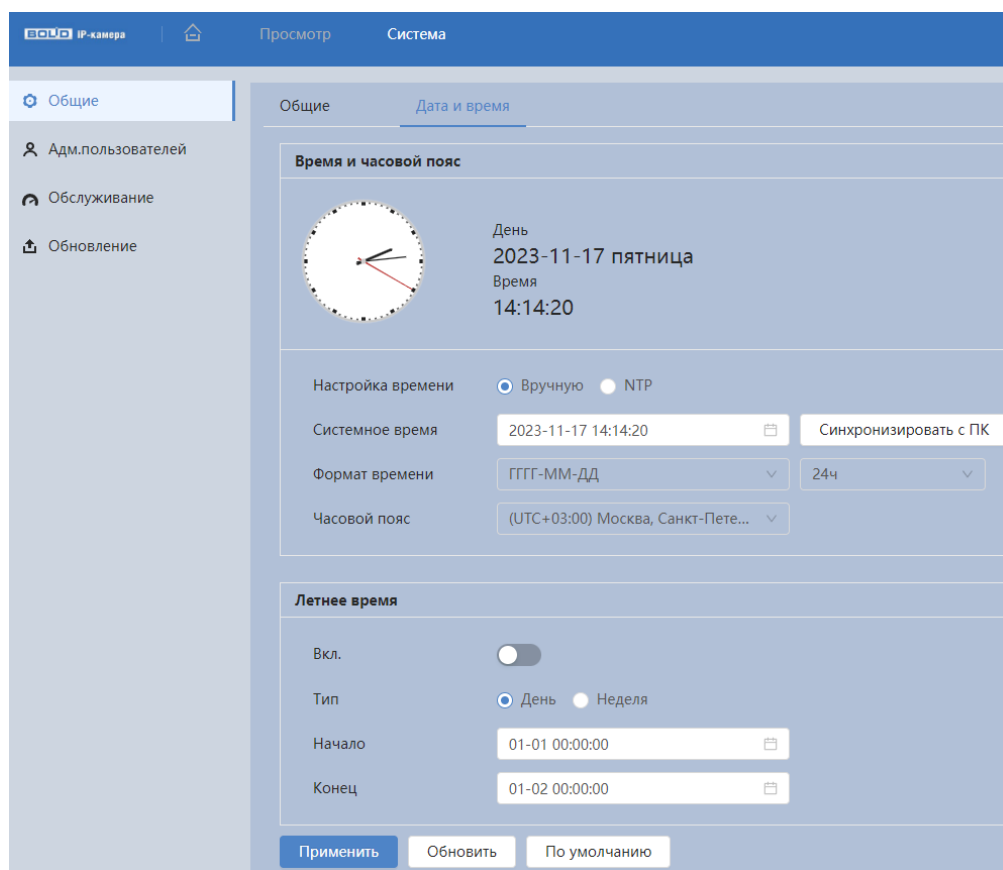 BOLID IP-камера
Просмотр
Система
Общие
Адм.пользователей
Обслуживание
Обновление
Общие
Дата и время
Время и часовой пояс
День
2023-11-17 пятница
Время
14:14:20
Настройка времени Вручную NTP
Системное время 2023-11-17 14:14:20 Синхронизировать с ПК
Формат времени ГГГГ-ММ-ДД 24ч
Часовой пояс (UTC+03:00) Москва, Санкт-Пете...
Летнее время
Вкл.
Тип День Неделя
Начало 01-01 00:00:00
Конец 01-02 00:00:00
Применить Обновить По умолчанию